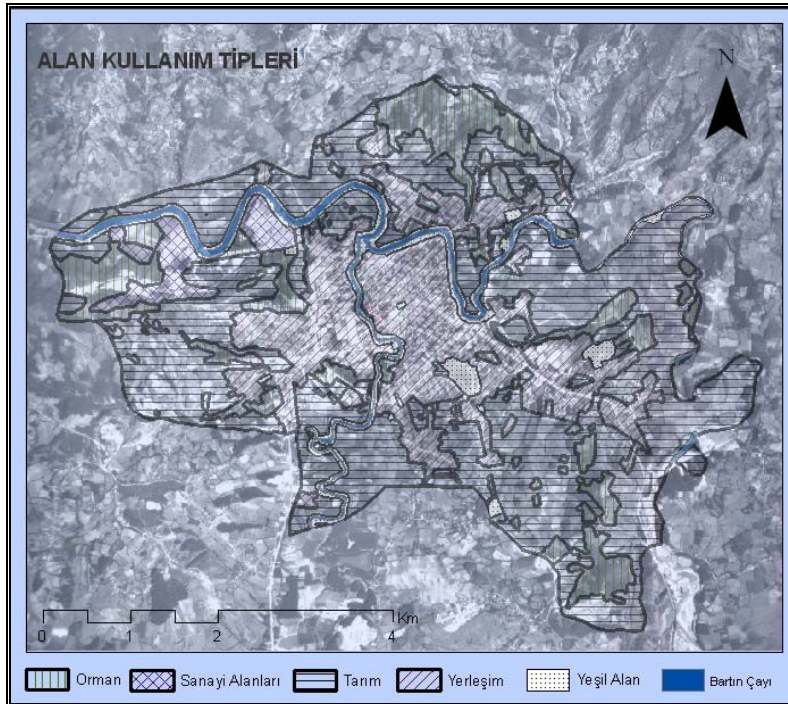 ALAN KULLANIM TİPLERİ
N
Km
0 1 2 4
Orman Sanayi Alanları Tarım Yerleşim Yeşil Alan Bartın Çayı